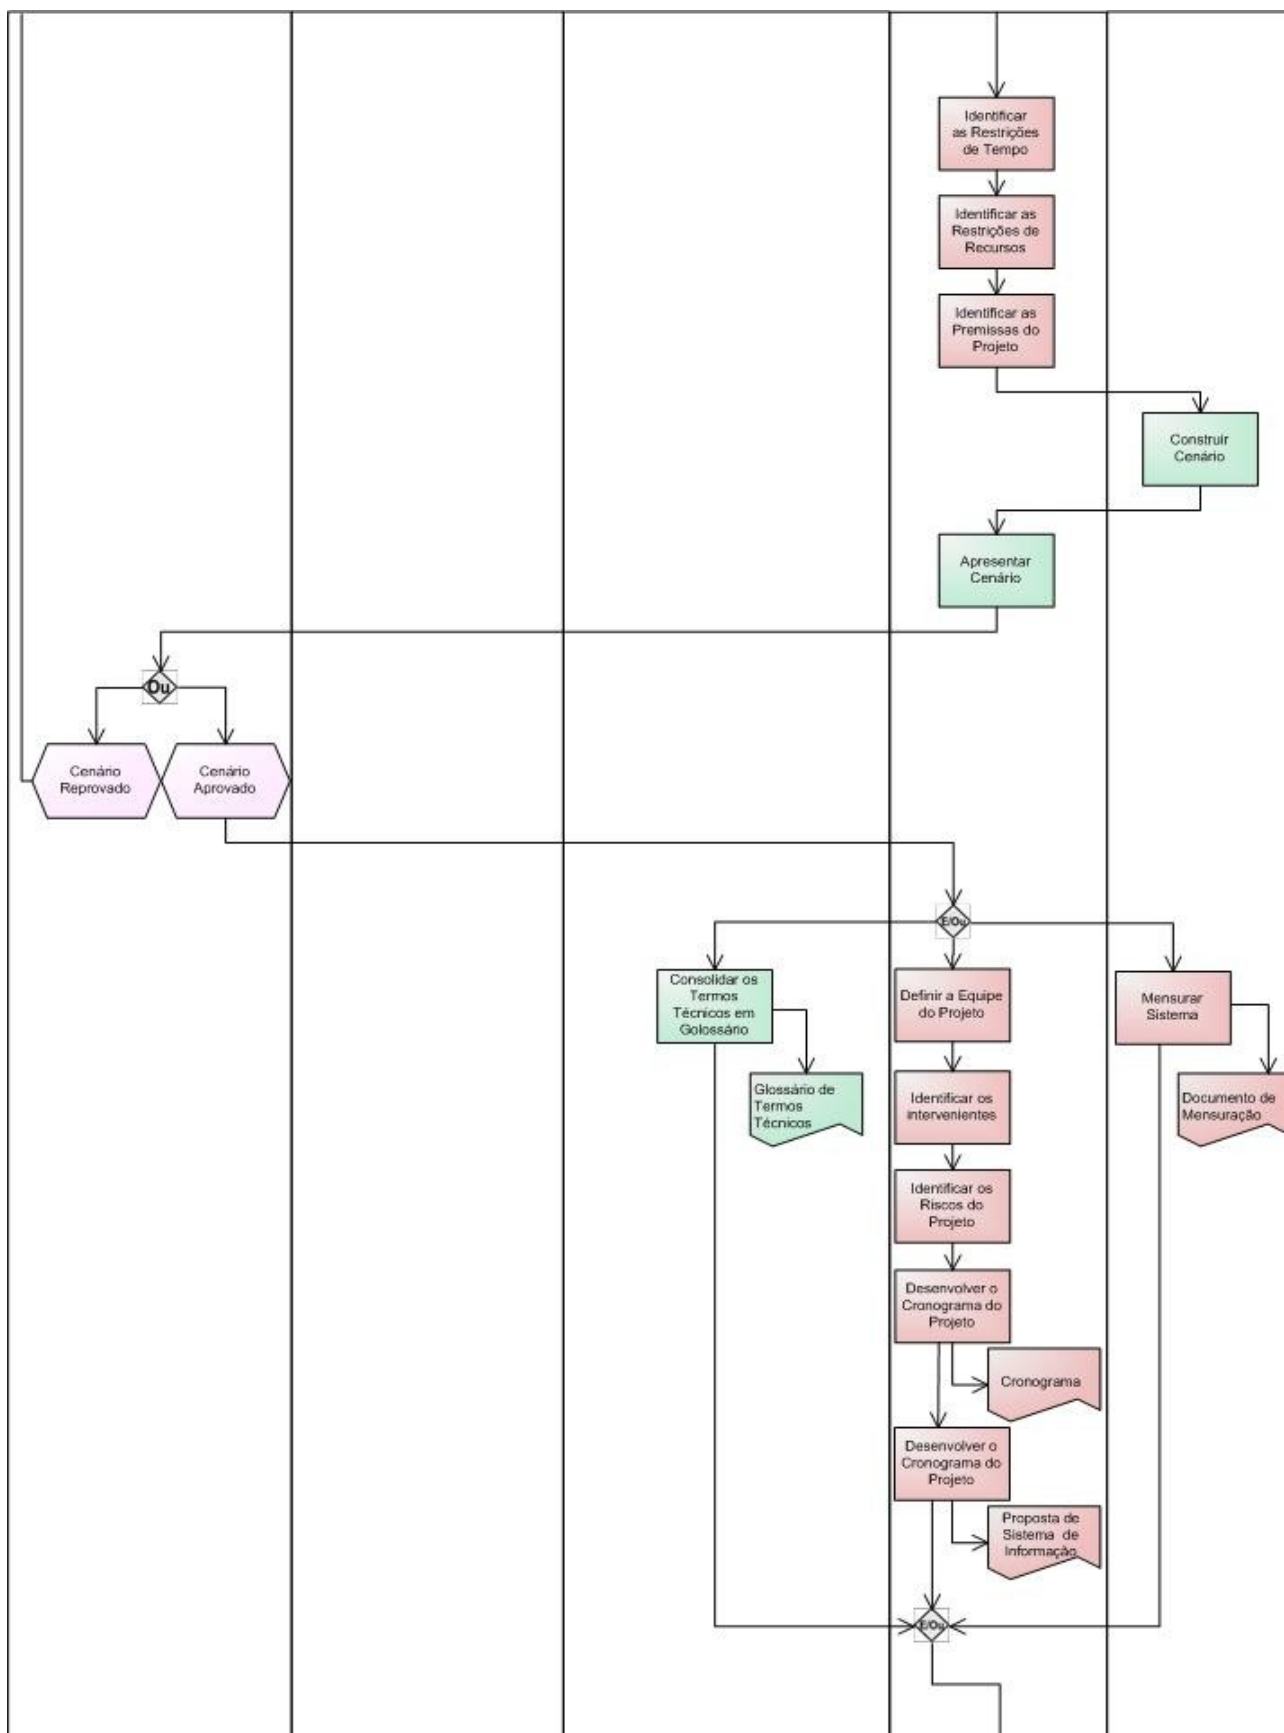 Identificar
as Restrições
de Tempo
Identificar as
Restrições de
Recursos
Identificar as
Premissas do
Projeto
Construir
Cenário
Apresentar
Cenário
Ou
Cenário
Reprovado
Cenário
Aprovado
E/Ou
Consolidar os
Termos
Técnicos em
Golossário
Definir a Equipe
do Projeto
Mensurar
Sistema
Glossário de
Termos
Técnicos
Identificar os
intervenientes
Documento de
Mensuração
Identificar os
Riscos do
Projeto
Desenvolver o
Cronograma do
Projeto
Cronograma
Desenvolver o
Cronograma do
Projeto
Proposta de
Sistema de
Informação
E/Ou